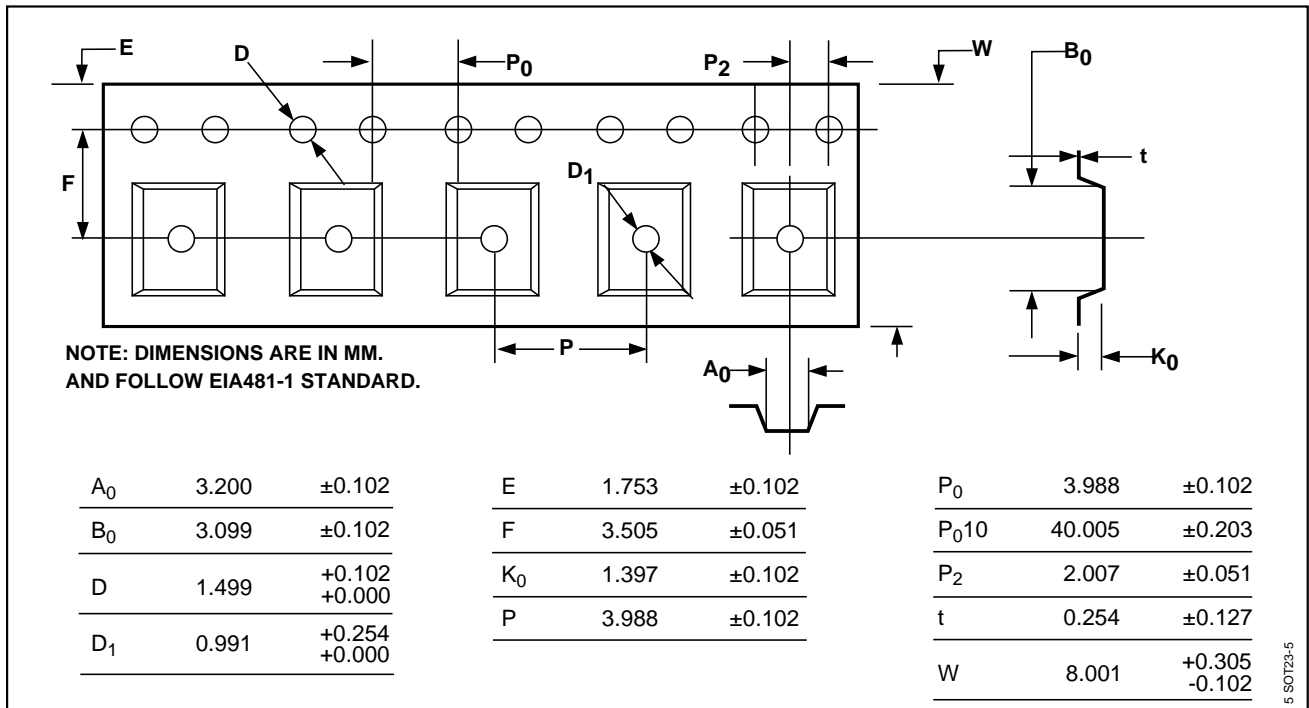 E
D
P0
P2
W
B0
F
D1
t
NOTE: DIMENSIONS ARE IN MM.
AND FOLLOW EIA481-1 STANDARD.
P
A0
K0
A0 3.200 ±0.102
B0 3.099 ±0.102
D 1.499 +0.102
+0.000
D1 0.991 +0.254
+0.000
E 1.753 ±0.102
F 3.505 ±0.051
K0 1.397 ±0.102
P 3.988 ±0.102
P0 3.988 ±0.102
P010 40.005 ±0.203
P2 2.007 ±0.051
t 0.254 ±0.127
W 8.001 +0.305
-0.102
5 SOT23-5